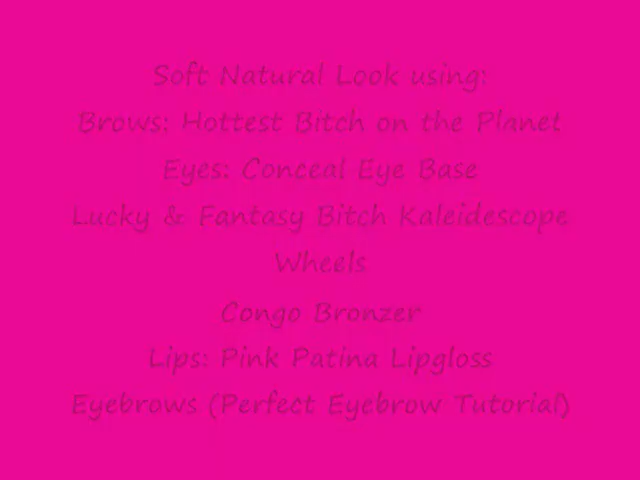 Soft Natural Look using:
Brows: Hottest Bitch on the Planet
Eyes: Conceal Eye Base
Lucky & Fantasy Bitch Kaleidescope
Wheels
Congo Bronzer
Lips: Pink Patina Lipgloss
Eyebrows (Perfect Eyebrow Tutorial)